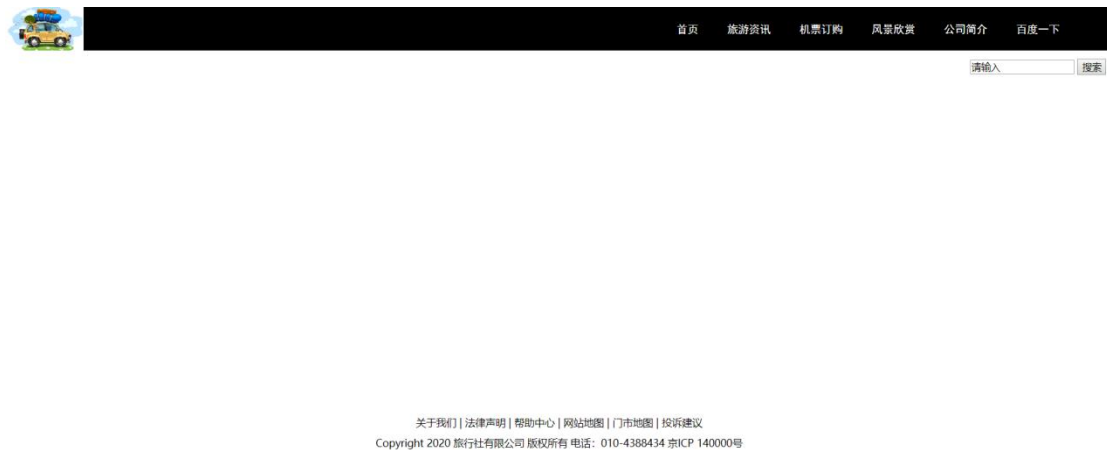 首页 旅游资讯 机票订购 风景欣赏 公司简介 百度一下
请输入 搜索
关于我们 | 法律声明 | 帮助中心 | 网站地图 | 门市地图 | 投诉建议
Copyright 2020 旅行社有限公司 版权所有 电话：010-4388434 京ICP 140000号